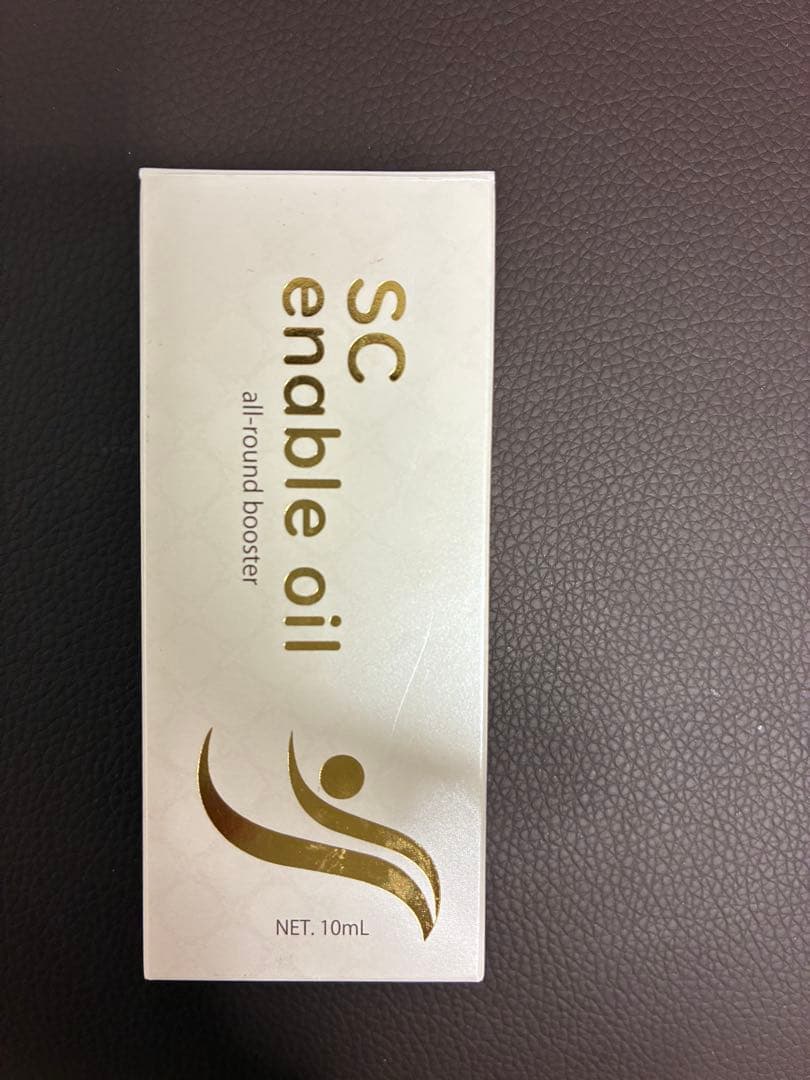 SC
enable oil
all-round booster
NET. 10mL